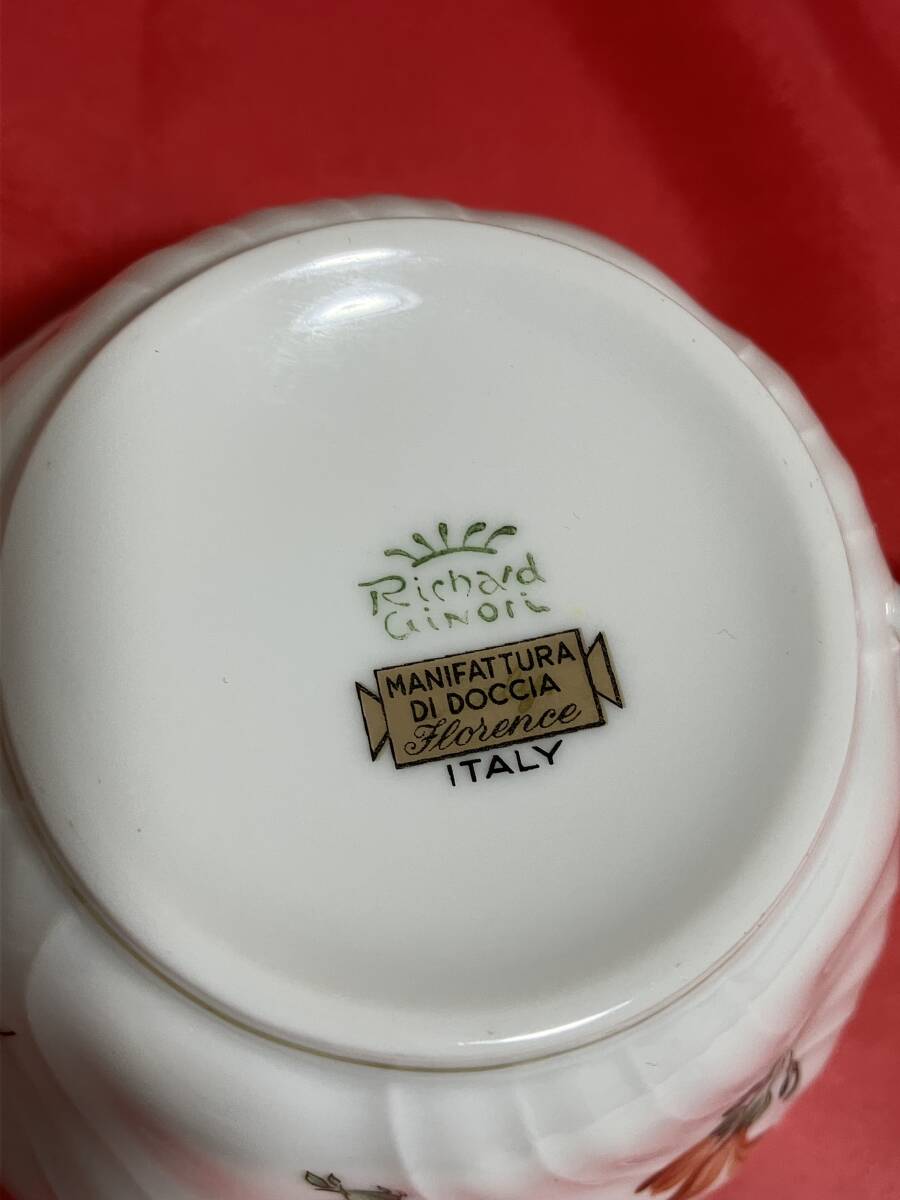 Richard
Ginori
MANIFATTURA
DI DOCCIA
Florence
ITALY